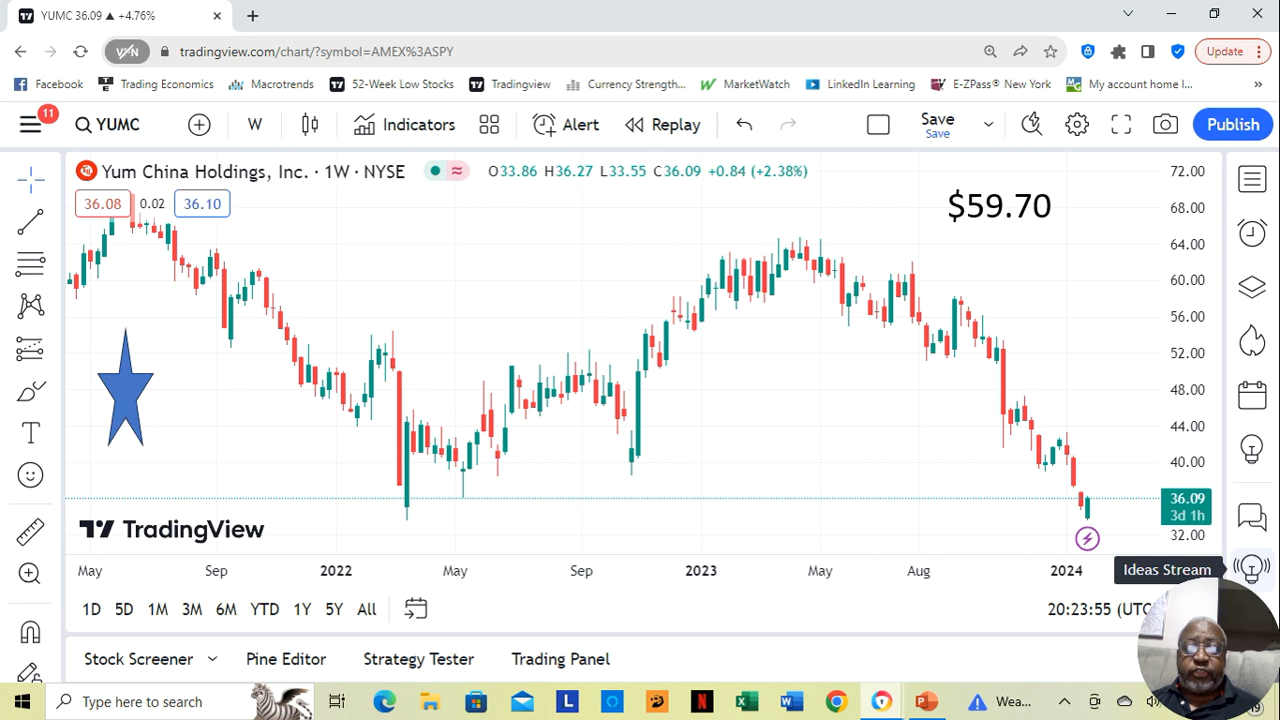 YUMC 36.09 ▲ +4.76%
tradingview.com/chart/?symbol=AMEX%3ASPY
Update
Facebook
Trading Economics
Macrotrends
52-Week Low Stocks
Tradingview
Currency Strength...
MarketWatch
LinkedIn Learning
E-ZPass® New York
My account home I...
11
YUMC
W
Indicators
Alert
Replay
Save
Save
Publish
Yum China Holdings, Inc. · 1W · NYSE
O33.86 H36.27 L33.55 C36.09 +0.84 (+2.38%)
36.08 0.02 36.10
$59.70
72.00
68.00
64.00
60.00
56.00
52.00
48.00
44.00
40.00
36.09
3d 1h
32.00
TradingView
May Sep 2022 May Sep 2023 May Aug 2024
Ideas Stream
1D 5D 1M 3M 6M YTD 1Y 5Y All
20:23:55 (UTC
Stock Screener
Pine Editor
Strategy Tester
Trading Panel
Type here to search
Wea...